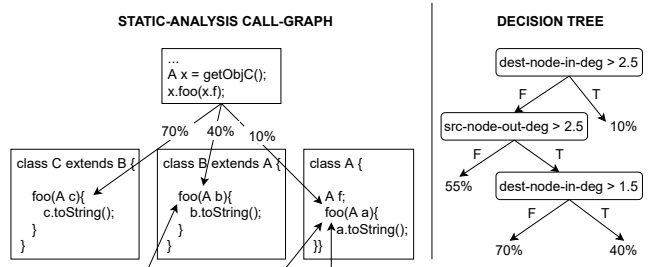 STATIC-ANALYSIS CALL-GRAPH
...
A x = getObjC();
x.foo(x.f);
70%
40%
10%
class C extends B {
foo(A c){
c.toString();
}
}
class B extends A {
foo(A b){
b.toString();
}
}
class A {
A f;
foo(A a){
a.toString();
}}
DECISION TREE
dest-node-in-deg > 2.5
F
T
src-node-out-deg > 2.5
10%
F
T
55%
dest-node-in-deg > 1.5
F
T
70%
40%